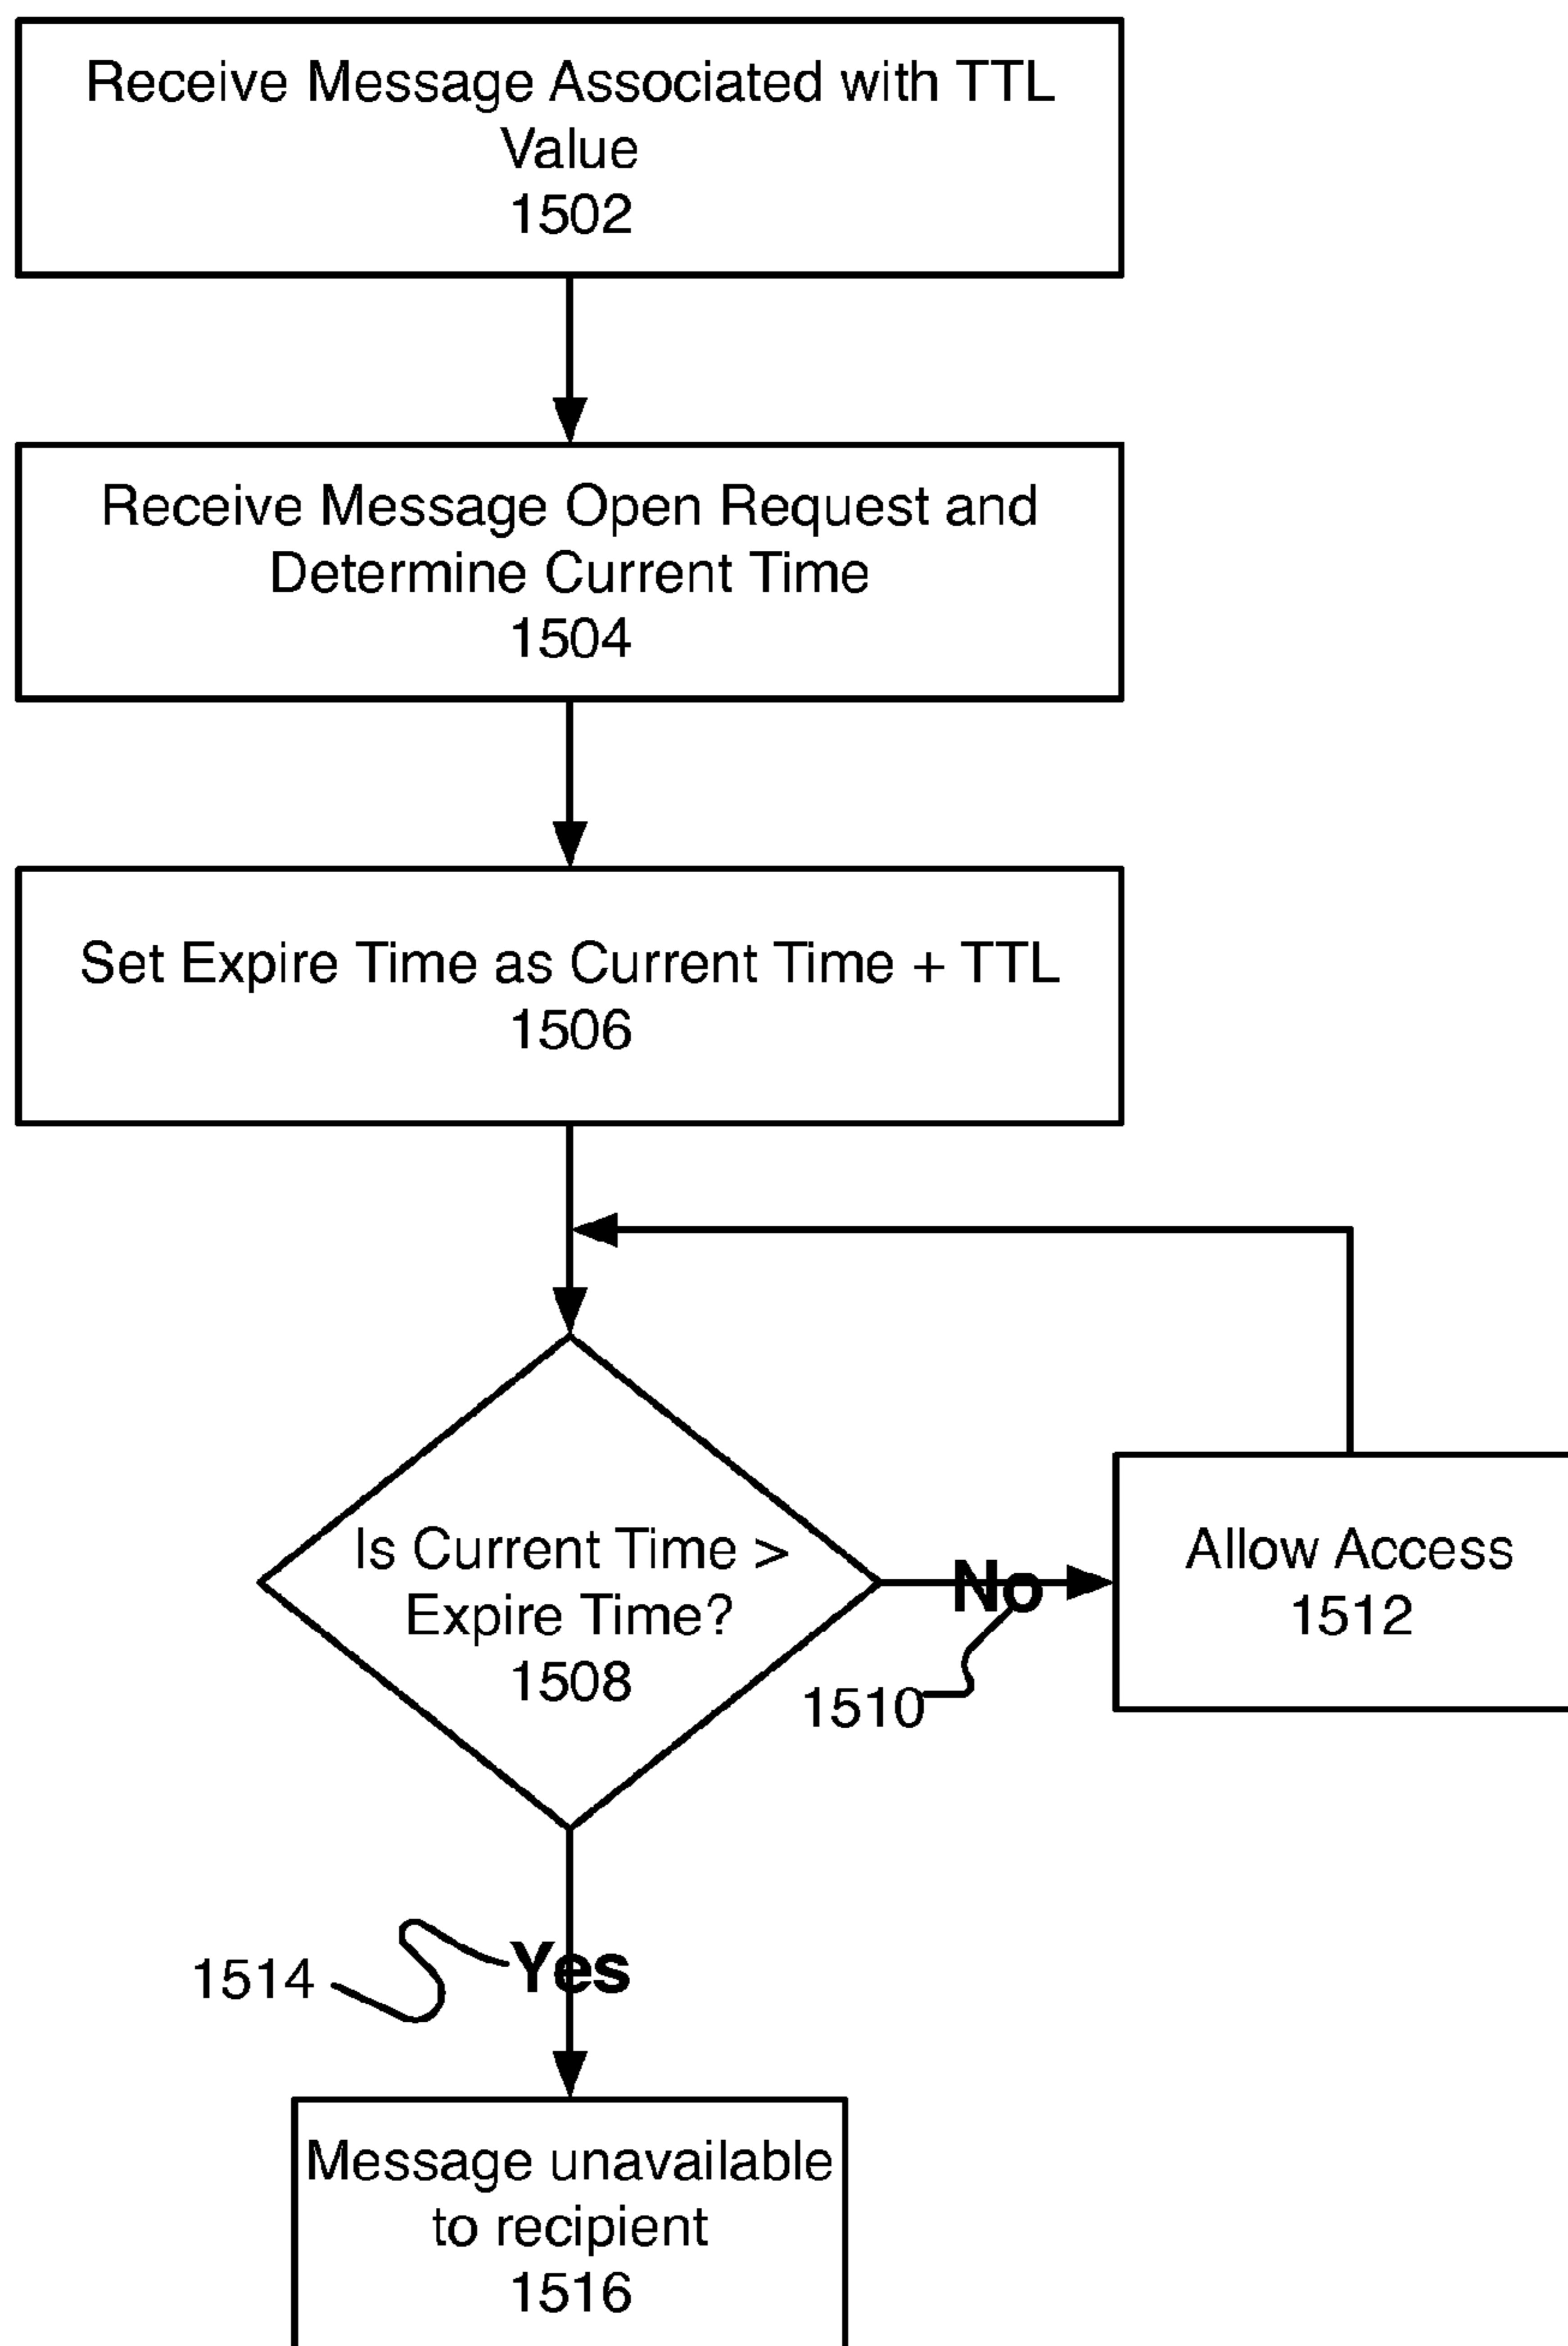 Receive Message Associated with TTL
Value
1502
Receive Message Open Request and
Determine Current Time
1504
Set Expire Time as Current Time + TTL
1506
Is Current Time >
Expire Time?
1508
No
1510
Allow Access
1512
Yes
1514
Message unavailable
to recipient
1516